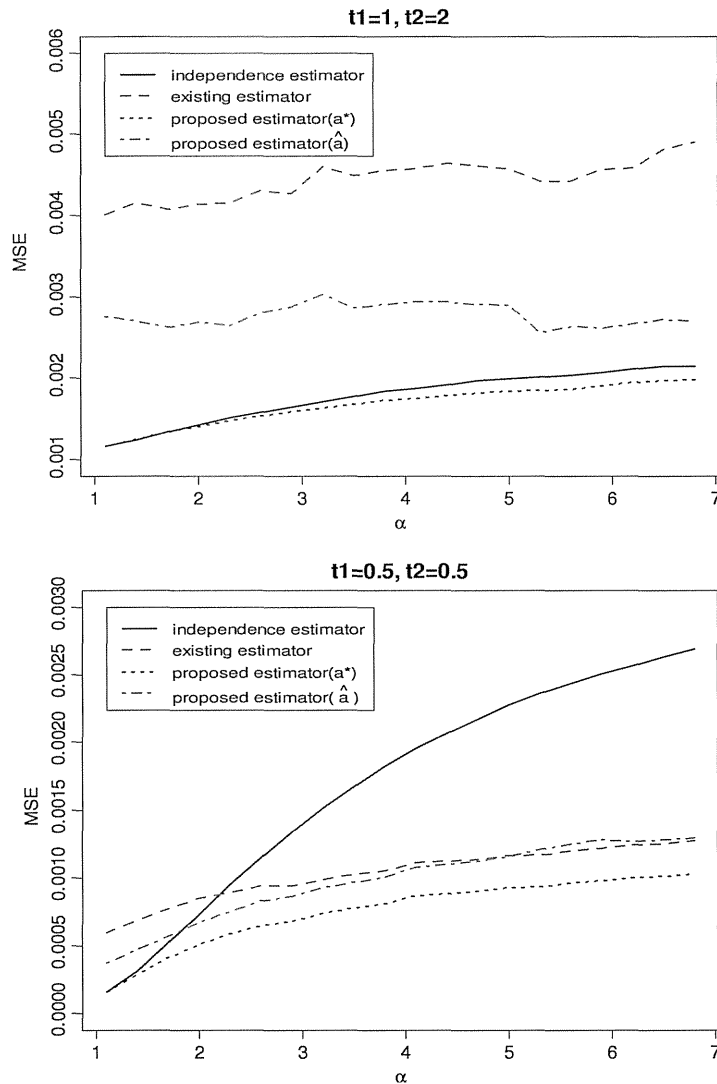 t1=1, t2=2
0.006
0.005
0.004
0.003
0.002
0.001
MSE
independence estimator
existing estimator
proposed estimator(a*)
proposed estimator(â)
1 2 3 4 5 6 7
α
t1=0.5, t2=0.5
0.0030
0.0025
0.0020
0.0015
0.0010
0.0005
0.0000
MSE
independence estimator
existing estimator
proposed estimator(a*)
proposed estimator( â )
1 2 3 4 5 6 7
α